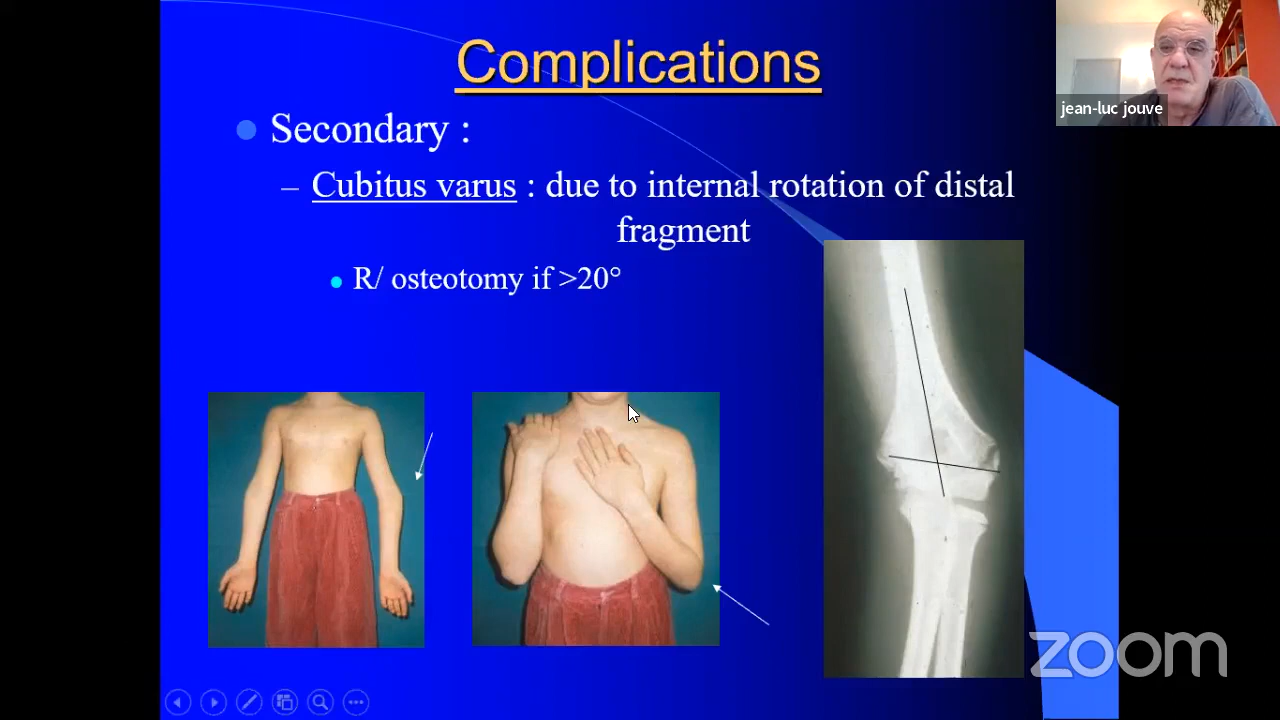 Complications
jean-luc jouve
Secondary :
– Cubitus varus : due to internal rotation of distal
fragment
R/ osteotomy if >20°
zoom